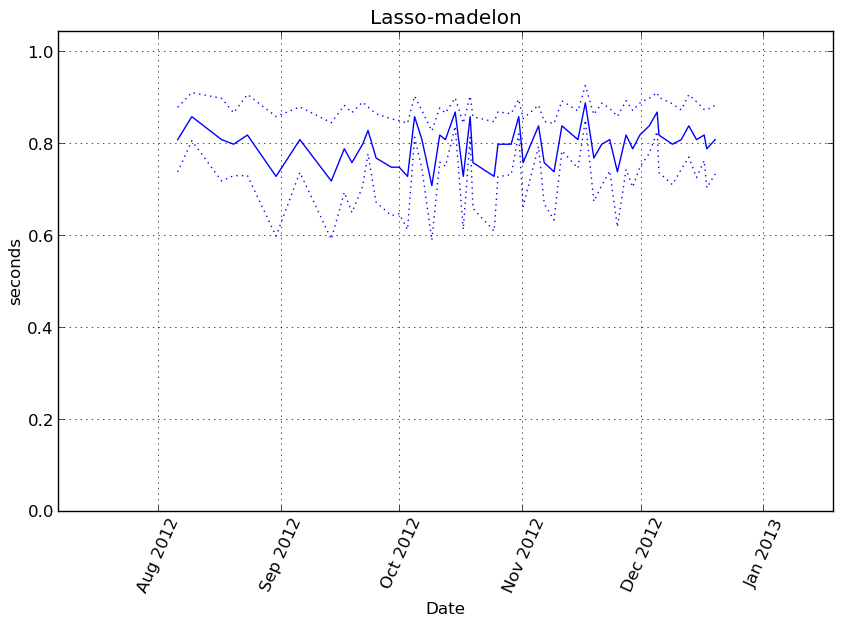 Lasso-madelon
1.0
0.8
0.6
0.4
0.2
0.0
seconds
Aug 2012
Sep 2012
Oct 2012
Nov 2012
Dec 2012
Jan 2013
Date